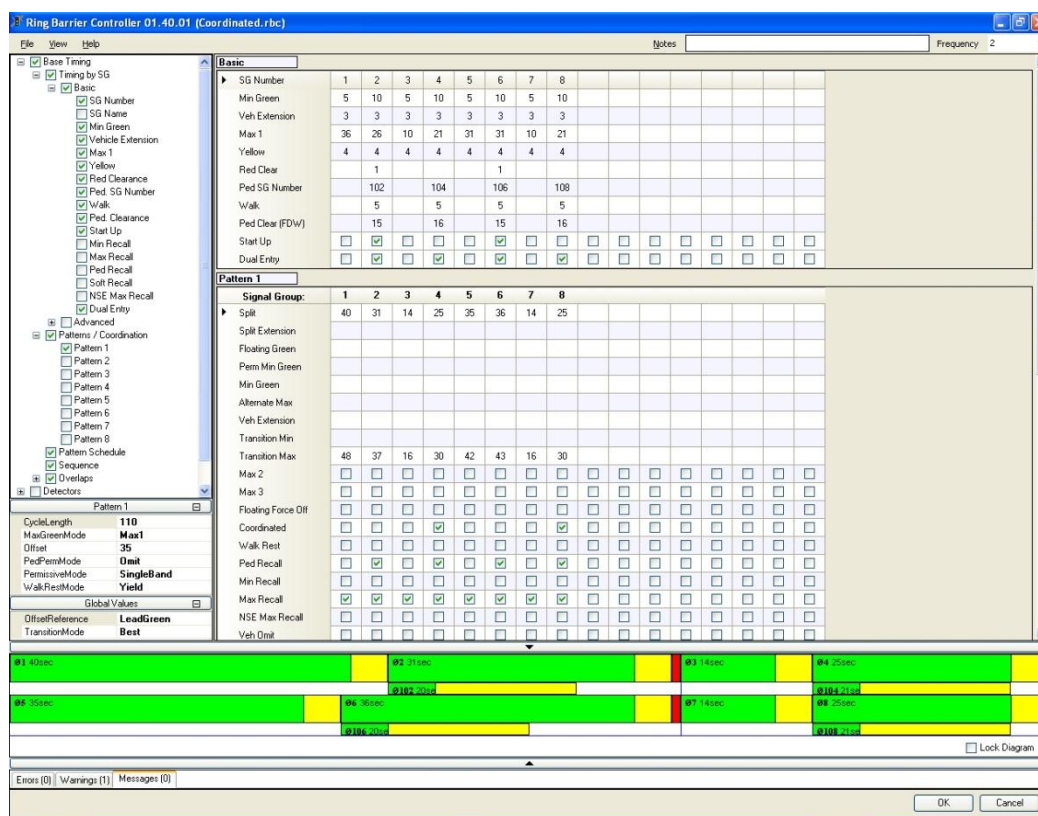 Ring Barrier Controller 01.40.01 (Coordinated.rbc)
File View Help Notes Frequency 2
Base Timing
Timing by SG
Basic
SG Number
SG Name
Min Green
Vehicle Extension
Max 1
Yellow
Red Clearance
Ped. SG Number
Walk
Ped. Clearance
Start Up
Min Recall
Max Recall
Ped Recall
Soft Recall
NSE Max Recall
Dual Entry
Advanced
Patterns / Coordination
Pattern 1
Pattern 2
Pattern 3
Pattern 4
Pattern 5
Pattern 6
Pattern 7
Pattern 8
Pattern Schedule
Sequence
Overlaps
Detectors
Pattern 1
CycleLength 110
MaxGreenMode Max1
Offset 35
PedPermMode Omit
PermissiveMode SingleBand
WalkRestMode Yield
Global Values
OffsetReference LeadGreen
TransitionMode Best
Basic
SG Number 1 2 3 4 5 6 7 8
Min Green 5 10 5 10 5 10 5 10
Veh Extension 3 3 3 3 3 3 3 3
Max 1 36 26 10 21 31 31 10 21
Yellow 4 4 4 4 4 4 4 4
Red Clear 1 1
Ped SG Number 102 104 106 108
Walk 5 5 5 5
Ped Clear (FDW) 15 16 15 16
Start Up
Dual Entry
Pattern 1
Signal Group: 1 2 3 4 5 6 7 8
Split 40 31 14 25 35 36 14 25
Split Extension
Floating Green
Perm Min Green
Min Green
Alternate Max
Veh Extension
Transition Min
Transition Max 48 37 16 30 42 43 16 30
Max 2
Max 3
Floating Force Off
Coordinated
Walk Rest
Ped Recall
Min Recall
Max Recall
NSE Max Recall
Veh Omit
Ø1 40sec Ø2 31sec Ø3 14sec Ø4 25sec
Ø102 20se Ø104 21se
Ø5 35sec Ø6 36sec Ø7 14sec Ø8 25sec
Ø106 20se Ø108 21se
Lock Diagram
Errors (0) Warnings (1) Messages (0)
OK Cancel